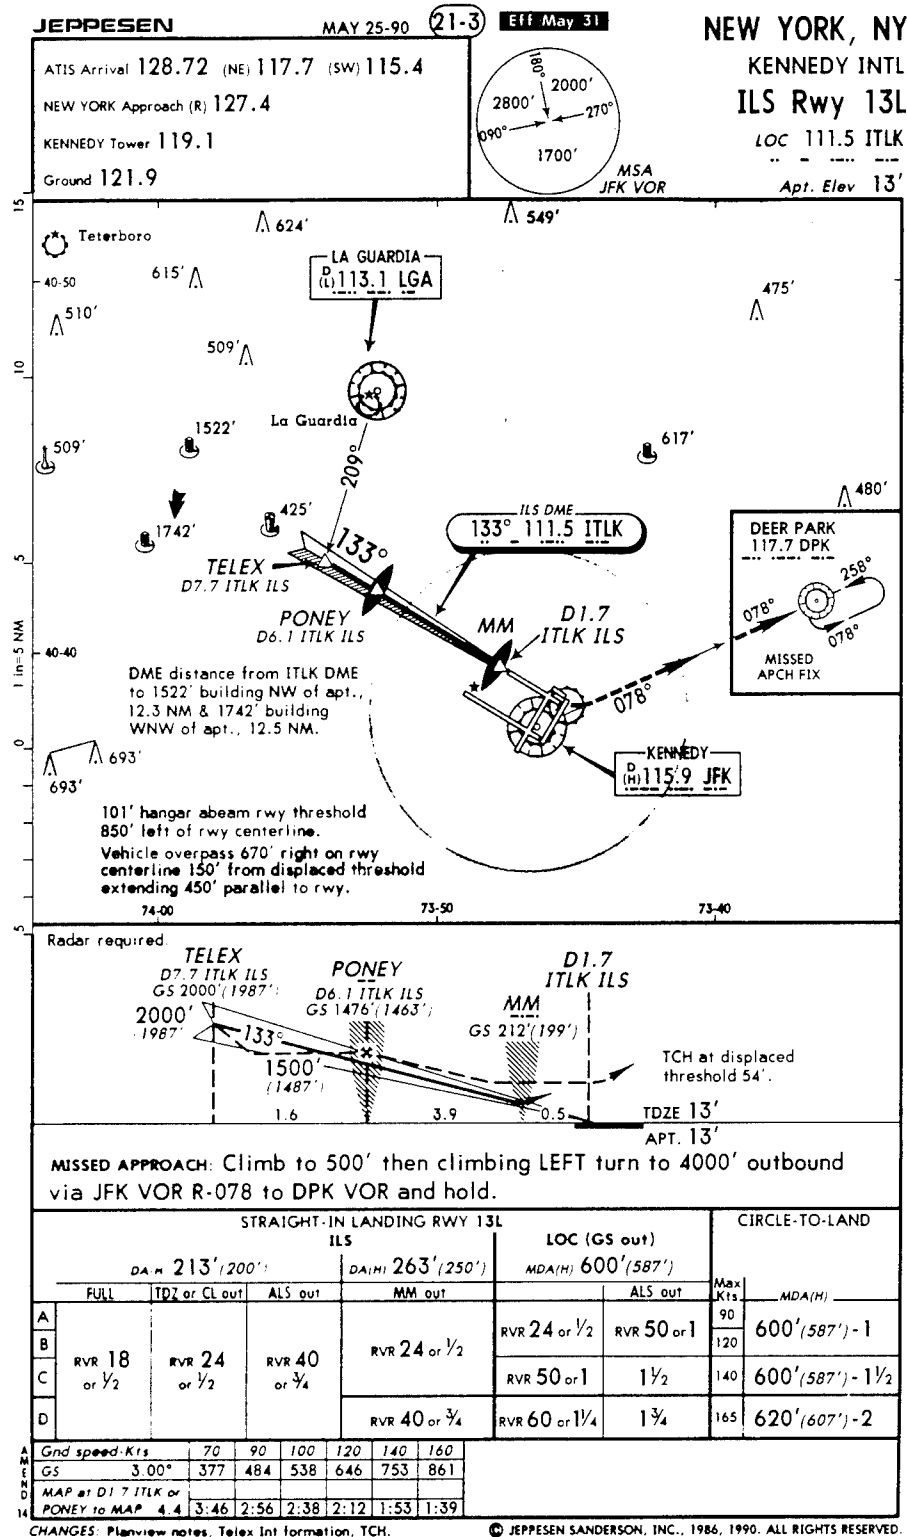 JEPPESEN
MAY 25-90
21-3
Eff May 31
NEW YORK, NY
KENNEDY INTL
ILS Rwy 13L
LOC 111.5 ITLK
Apt. Elev 13'
ATIS Arrival 128.72 (NE) 117.7 (SW) 115.4
NEW YORK Approach (R) 127.4
KENNEDY Tower 119.1
Ground 121.9
180°
2000'
2800'
270°
090°
1700'
MSA
JFK VOR
15
624'
549'
Teterboro
LA GUARDIA
D
(L) 113.1 LGA
615'
40-50
475'
510'
509'
10
La Guardia
1522'
617'
509'
209°
480'
425'
ILS DME
133° 111.5 ITLK
1742'
133°
DEER PARK
117.7 DPK
5
TELEX
D7.7 ITLK ILS
258°
078°
078°
PONEY
D6.1 ITLK ILS
MM
D1.7
ITLK ILS
MISSED
APCH FIX
1 in=5 NM
40-40
DME distance from ITLK DME
to 1522' building NW of apt.,
12.3 NM & 1742' building
WNW of apt., 12.5 NM.
078°
0
693'
693'
KENNEDY
D
(H) 115.9 JFK
101' hangar abeam rwy threshold
850' left of rwy centerline.
Vehicle overpass 670' right on rwy
centerline 150' from displaced threshold
extending 450' parallel to rwy.
74-00
73-50
73-40
5
Radar required.
TELEX
D7.7 ITLK ILS
GS 2000'(1987')
PONEY
D6.1 ITLK ILS
GS 1476'(1463')
D1.7
ITLK ILS
MM
GS 212'(199')
2000'
1987'
133°
1500'
(1487')
TCH at displaced
threshold 54'.
1.6
3.9
0.5
TDZE 13'
APT. 13'
MISSED APPROACH: Climb to 500' then climbing LEFT turn to 4000' outbound
via JFK VOR R-078 to DPK VOR and hold.
STRAIGHT-IN LANDING RWY 13L
CIRCLE-TO-LAND
ILS
LOC (GS out)
DA(H) 213'(200')
DA(H) 263'(250')
MDA(H) 600'(587')
FULL
TDZ or CL out
ALS out
MM out
ALS out
Max
Kts
MDA(H)
A
B
C
D
RVR 18
or ½
RVR 24
or ½
RVR 40
or ¾
RVR 24 or ½
RVR 40 or ¾
RVR 24 or ½
RVR 50 or 1
RVR 50 or 1
1½
RVR 60 or 1¼
1¾
90
120
600'(587')-1
140
600'(587')-1½
165
620'(607')-2
Gnd speed-Kts 70 90 100 120 140 160
GS 3.00° 377 484 538 646 753 861
MAP at D1.7 ITLK or
PONEY to MAP 4.4 3:46 2:56 2:38 2:12 1:53 1:39
AMEND 14
CHANGES: Planview notes, Telex Int formation, TCH.
© JEPPESEN SANDERSON, INC., 1986, 1990. ALL RIGHTS RESERVED.